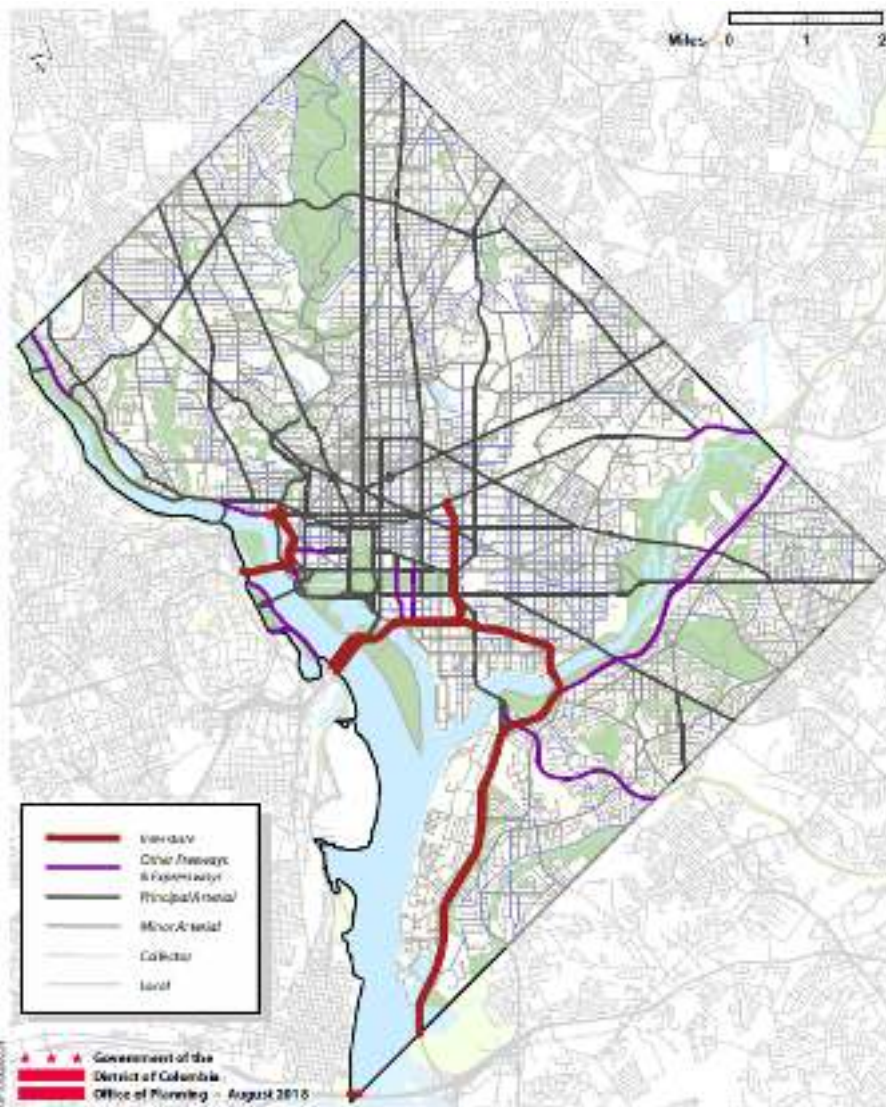 Miles 0 1 2
Interstate
Other Freeways
& Expressways
Principal Arterial
Minor Arterial
Collector
Local
Government of the
District of Columbia
Office of Planning - August 2018